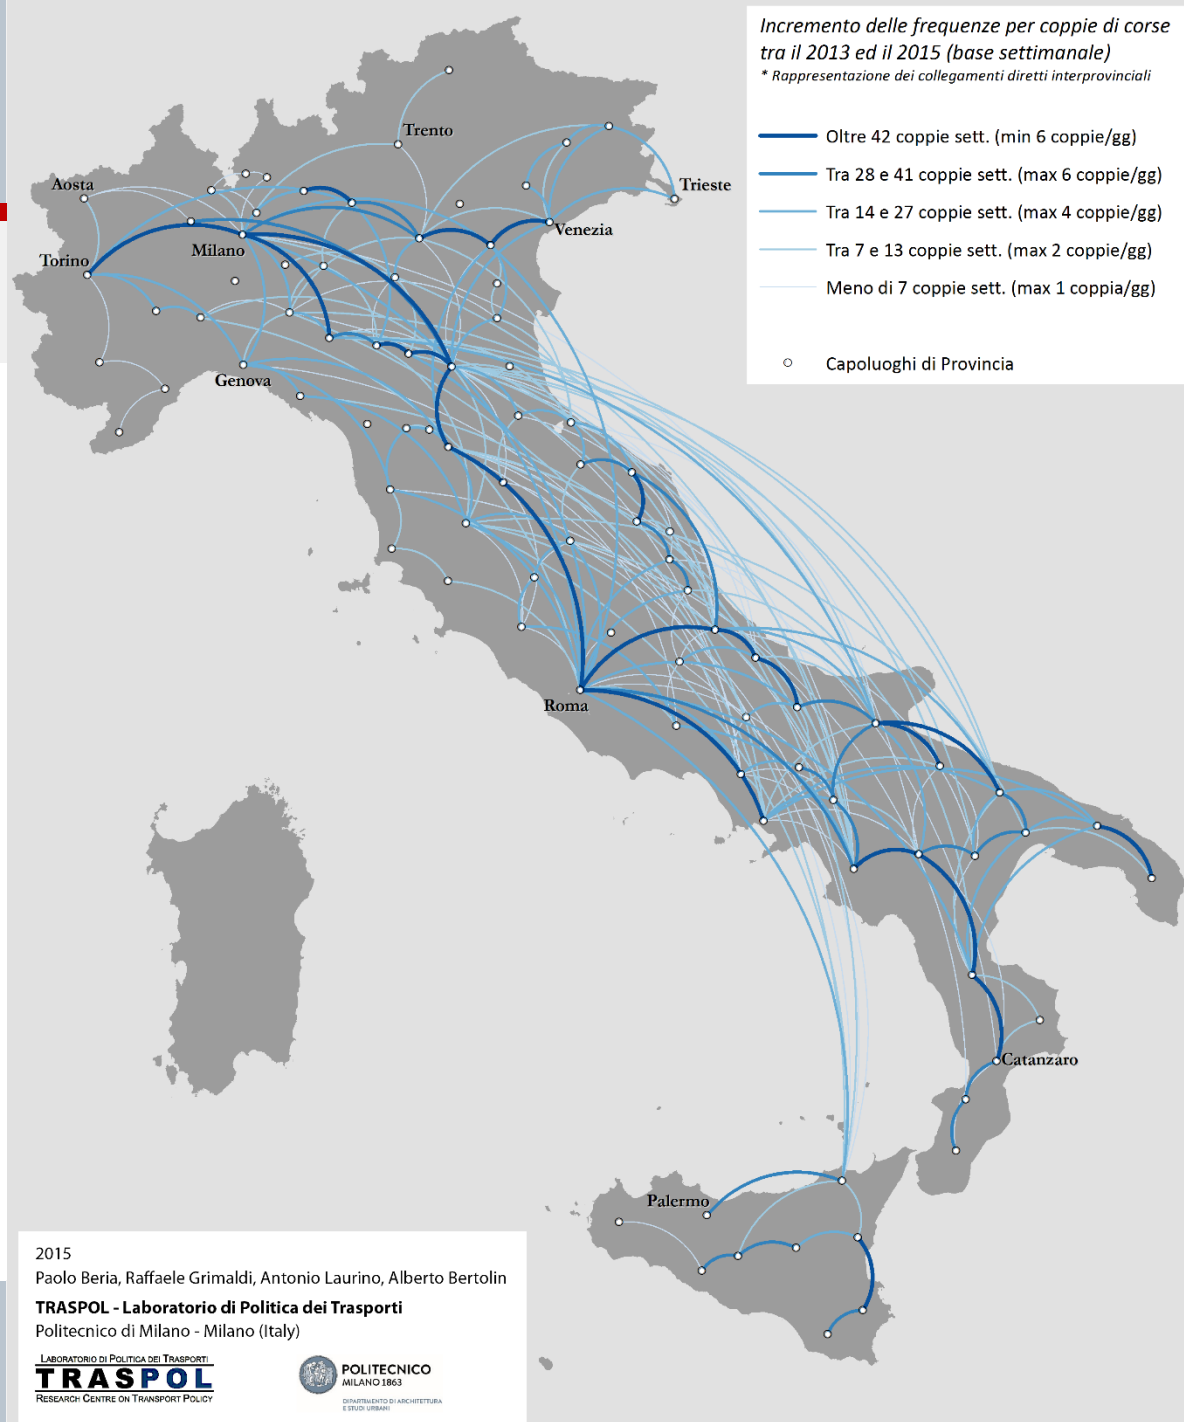 Incremento delle frequenze per coppie di corse
tra il 2013 ed il 2015 (base settimanale)
* Rappresentazione dei collegamenti diretti interprovinciali
Oltre 42 coppie sett. (min 6 coppie/gg)
Tra 28 e 41 coppie sett. (max 6 coppie/gg)
Tra 14 e 27 coppie sett. (max 4 coppie/gg)
Tra 7 e 13 coppie sett. (max 2 coppie/gg)
Meno di 7 coppie sett. (max 1 coppia/gg)
Capoluoghi di Provincia
Trento
Aosta
Trieste
Venezia
Milano
Torino
Genova
Roma
Catanzaro
Palermo
2015
Paolo Beria, Raffaele Grimaldi, Antonio Laurino, Alberto Bertolin
TRASPOL - Laboratorio di Politica dei Trasporti
Politecnico di Milano - Milano (Italy)
LABORATORIO DI POLITICA DEI TRASPORTI
TRASPOL
RESEARCH CENTRE ON TRANSPORT POLICY
POLITECNICO
MILANO 1863
DIPARTIMENTO DI ARCHITETTURA
E STUDI URBANI